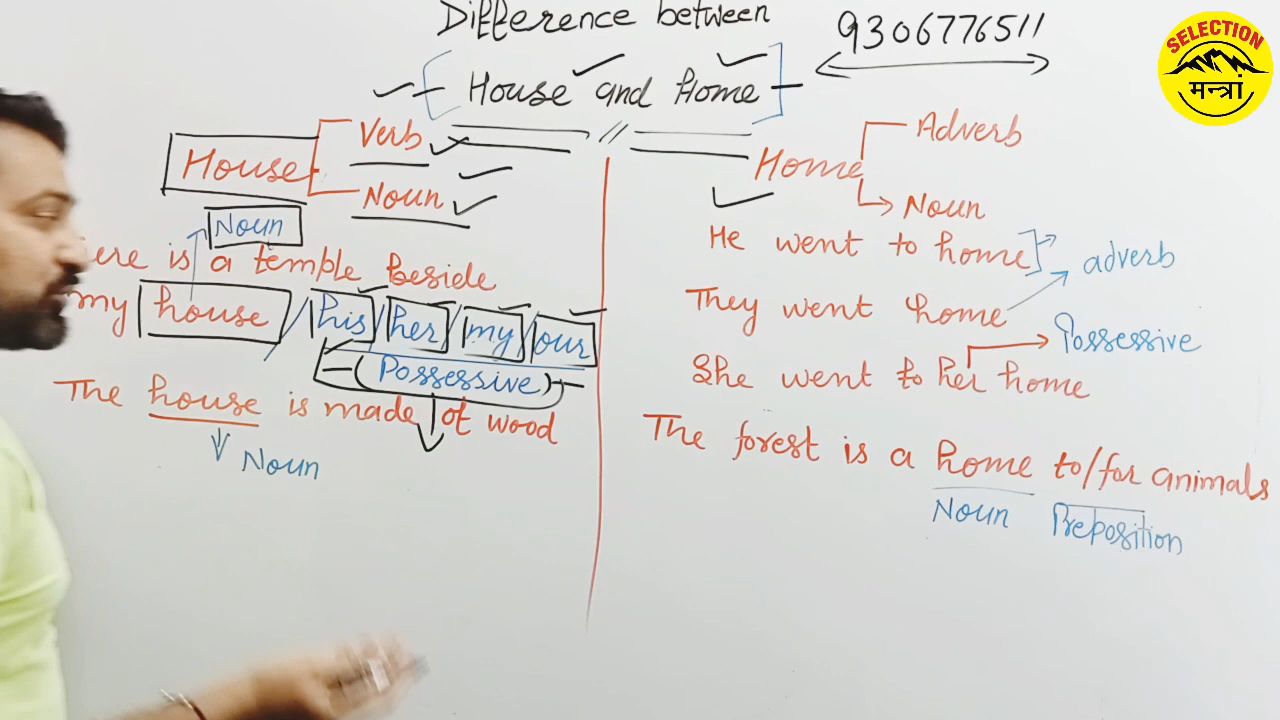 Difference between
9306776511
SELECTION
मन्त्रां
House and Home
House
Verb
Noun
Noun
ere is a temple beside
my house / his / her / my / our
(Possessive)
The house is made of wood
Noun
Home
Adverb
Noun
He went to home
adverb
They went home
Possessive
She went to her home
The forest is a home to/for animals
Noun Preposition